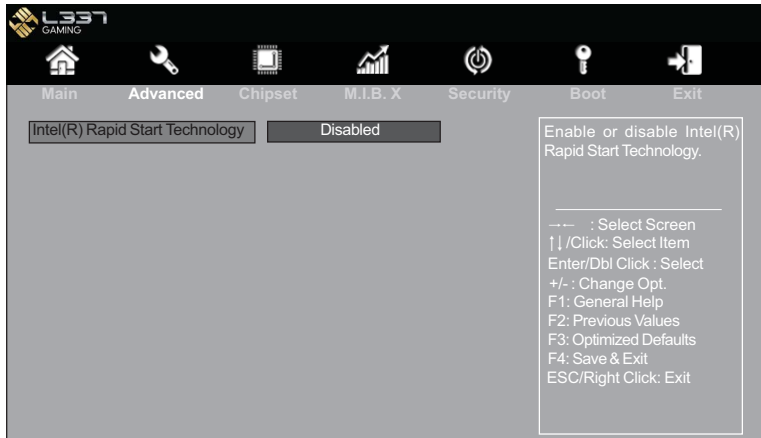 L337
GAMING
Main Advanced Chipset M.I.B. X Security Boot Exit
Intel(R) Rapid Start Technology Disabled
Enable or disable Intel(R)
Rapid Start Technology.
→← : Select Screen
↑↓/Click: Select Item
Enter/Dbl Click : Select
+/- : Change Opt.
F1: General Help
F2: Previous Values
F3: Optimized Defaults
F4: Save & Exit
ESC/Right Click: Exit